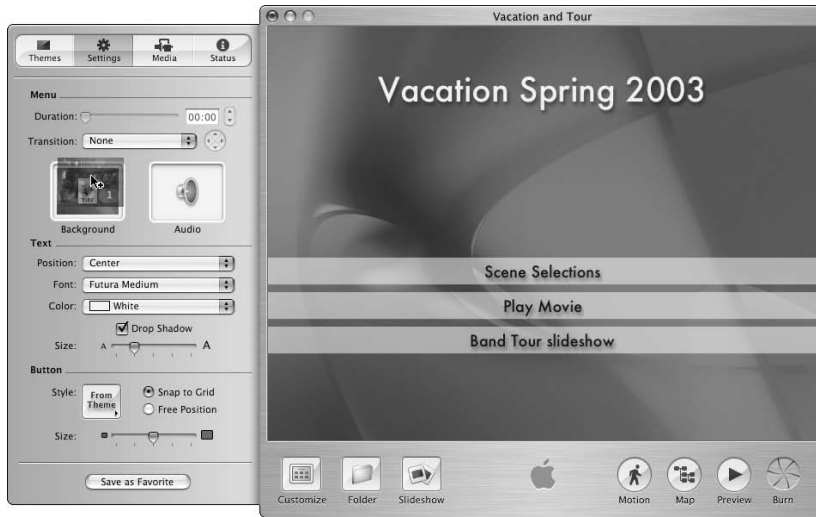 Themes
Settings
Media
Status
Menu
Duration: 00:00
Transition: None
TIFF
1
Background
Audio
Text
Position: Center
Font: Futura Medium
Color: White
Drop Shadow
Size: A A
Button
Style: From Theme
Snap to Grid
Free Position
Size:
Save as Favorite
Vacation and Tour
Vacation Spring 2003
Scene Selections
Play Movie
Band Tour slideshow
Customize
Folder
Slideshow
Motion
Map
Preview
Burn